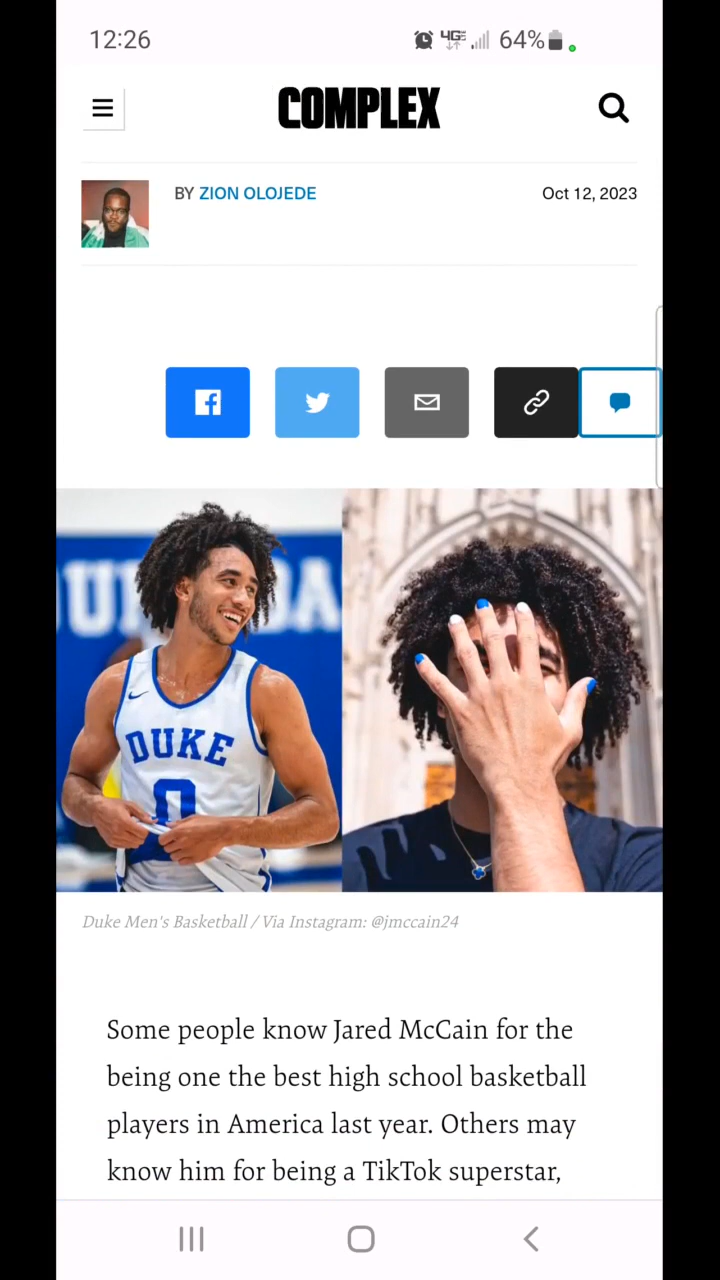 12:26
4G 64%
COMPLEX
BY ZION OLOJEDE
Oct 12, 2023
DUKE
0
Duke Men's Basketball / Via Instagram: @jmccain24
Some people know Jared McCain for the
being one the best high school basketball
players in America last year. Others may
know him for being a TikTok superstar,